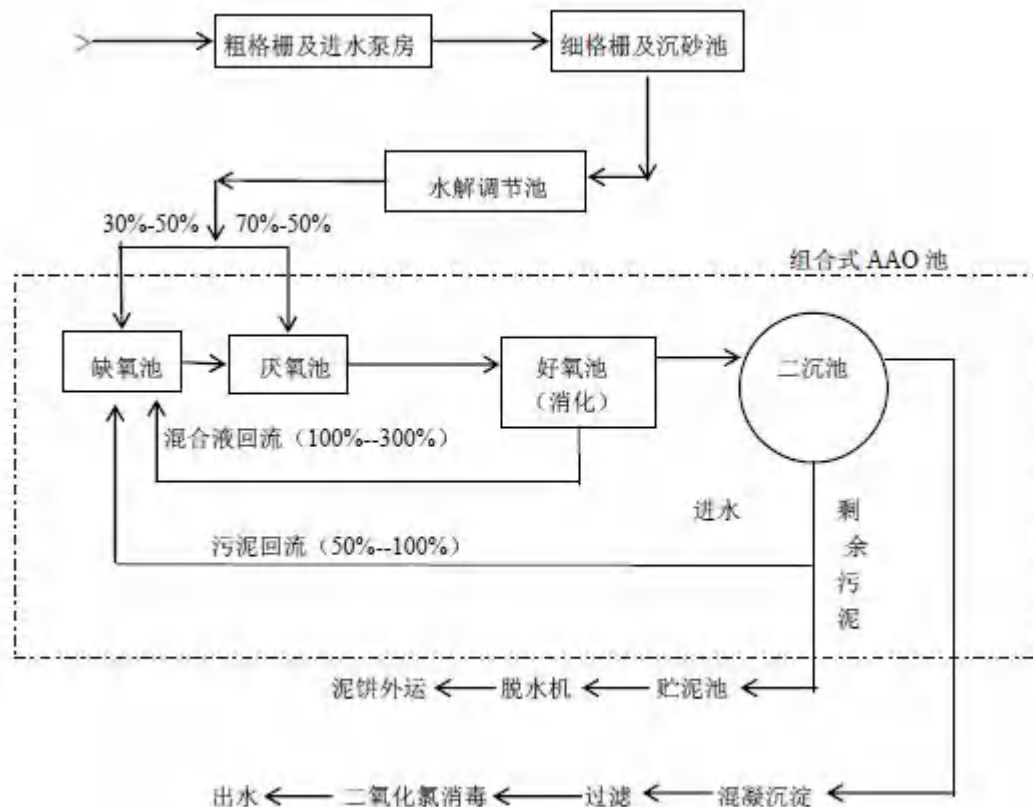 粗格栅及进水泵房
细格栅及沉砂池
水解调节池
30%-50%
70%-50%
组合式 AAO 池
缺氧池
厌氧池
好氧池
（消化）
二沉池
混合液回流（100%--300%）
进水
剩
余
污
泥
污泥回流（50%--100%）
泥饼外运
脱水机
贮泥池
出水
二氧化氯消毒
过滤
混凝沉淀